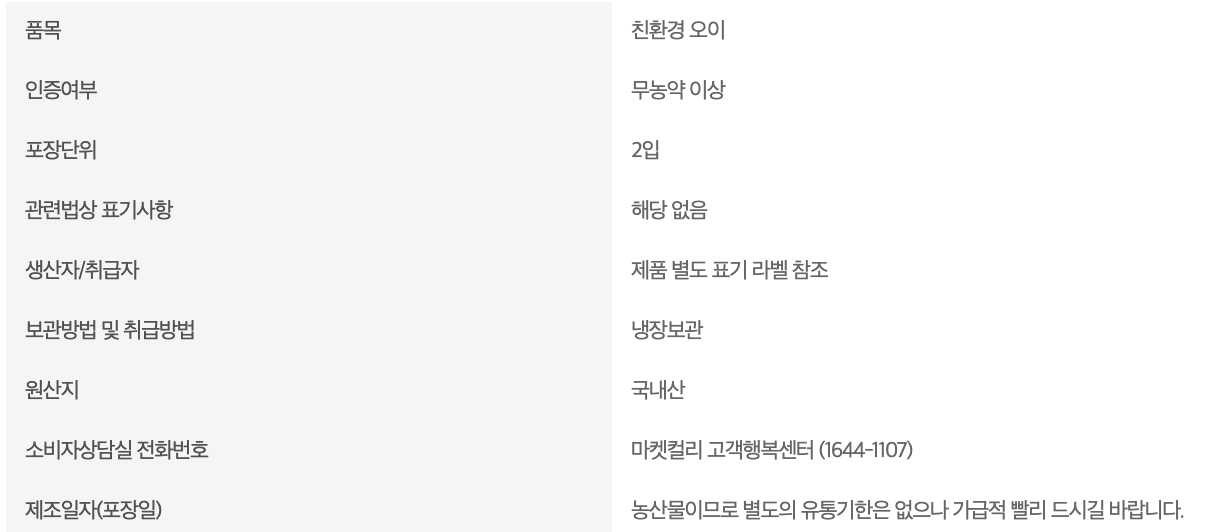 품목 친환경 오이
인증여부 무농약 이상
포장단위 2입
관련법상 표기사항 해당 없음
생산자/취급자 제품 별도 표기 라벨 참조
보관방법 및 취급방법 냉장보관
원산지 국내산
소비자상담실 전화번호 마켓컬리 고객행복센터 (1644-1107)
제조일자(포장일) 농산물이므로 별도의 유통기한은 없으나 가급적 빨리 드시길 바랍니다.